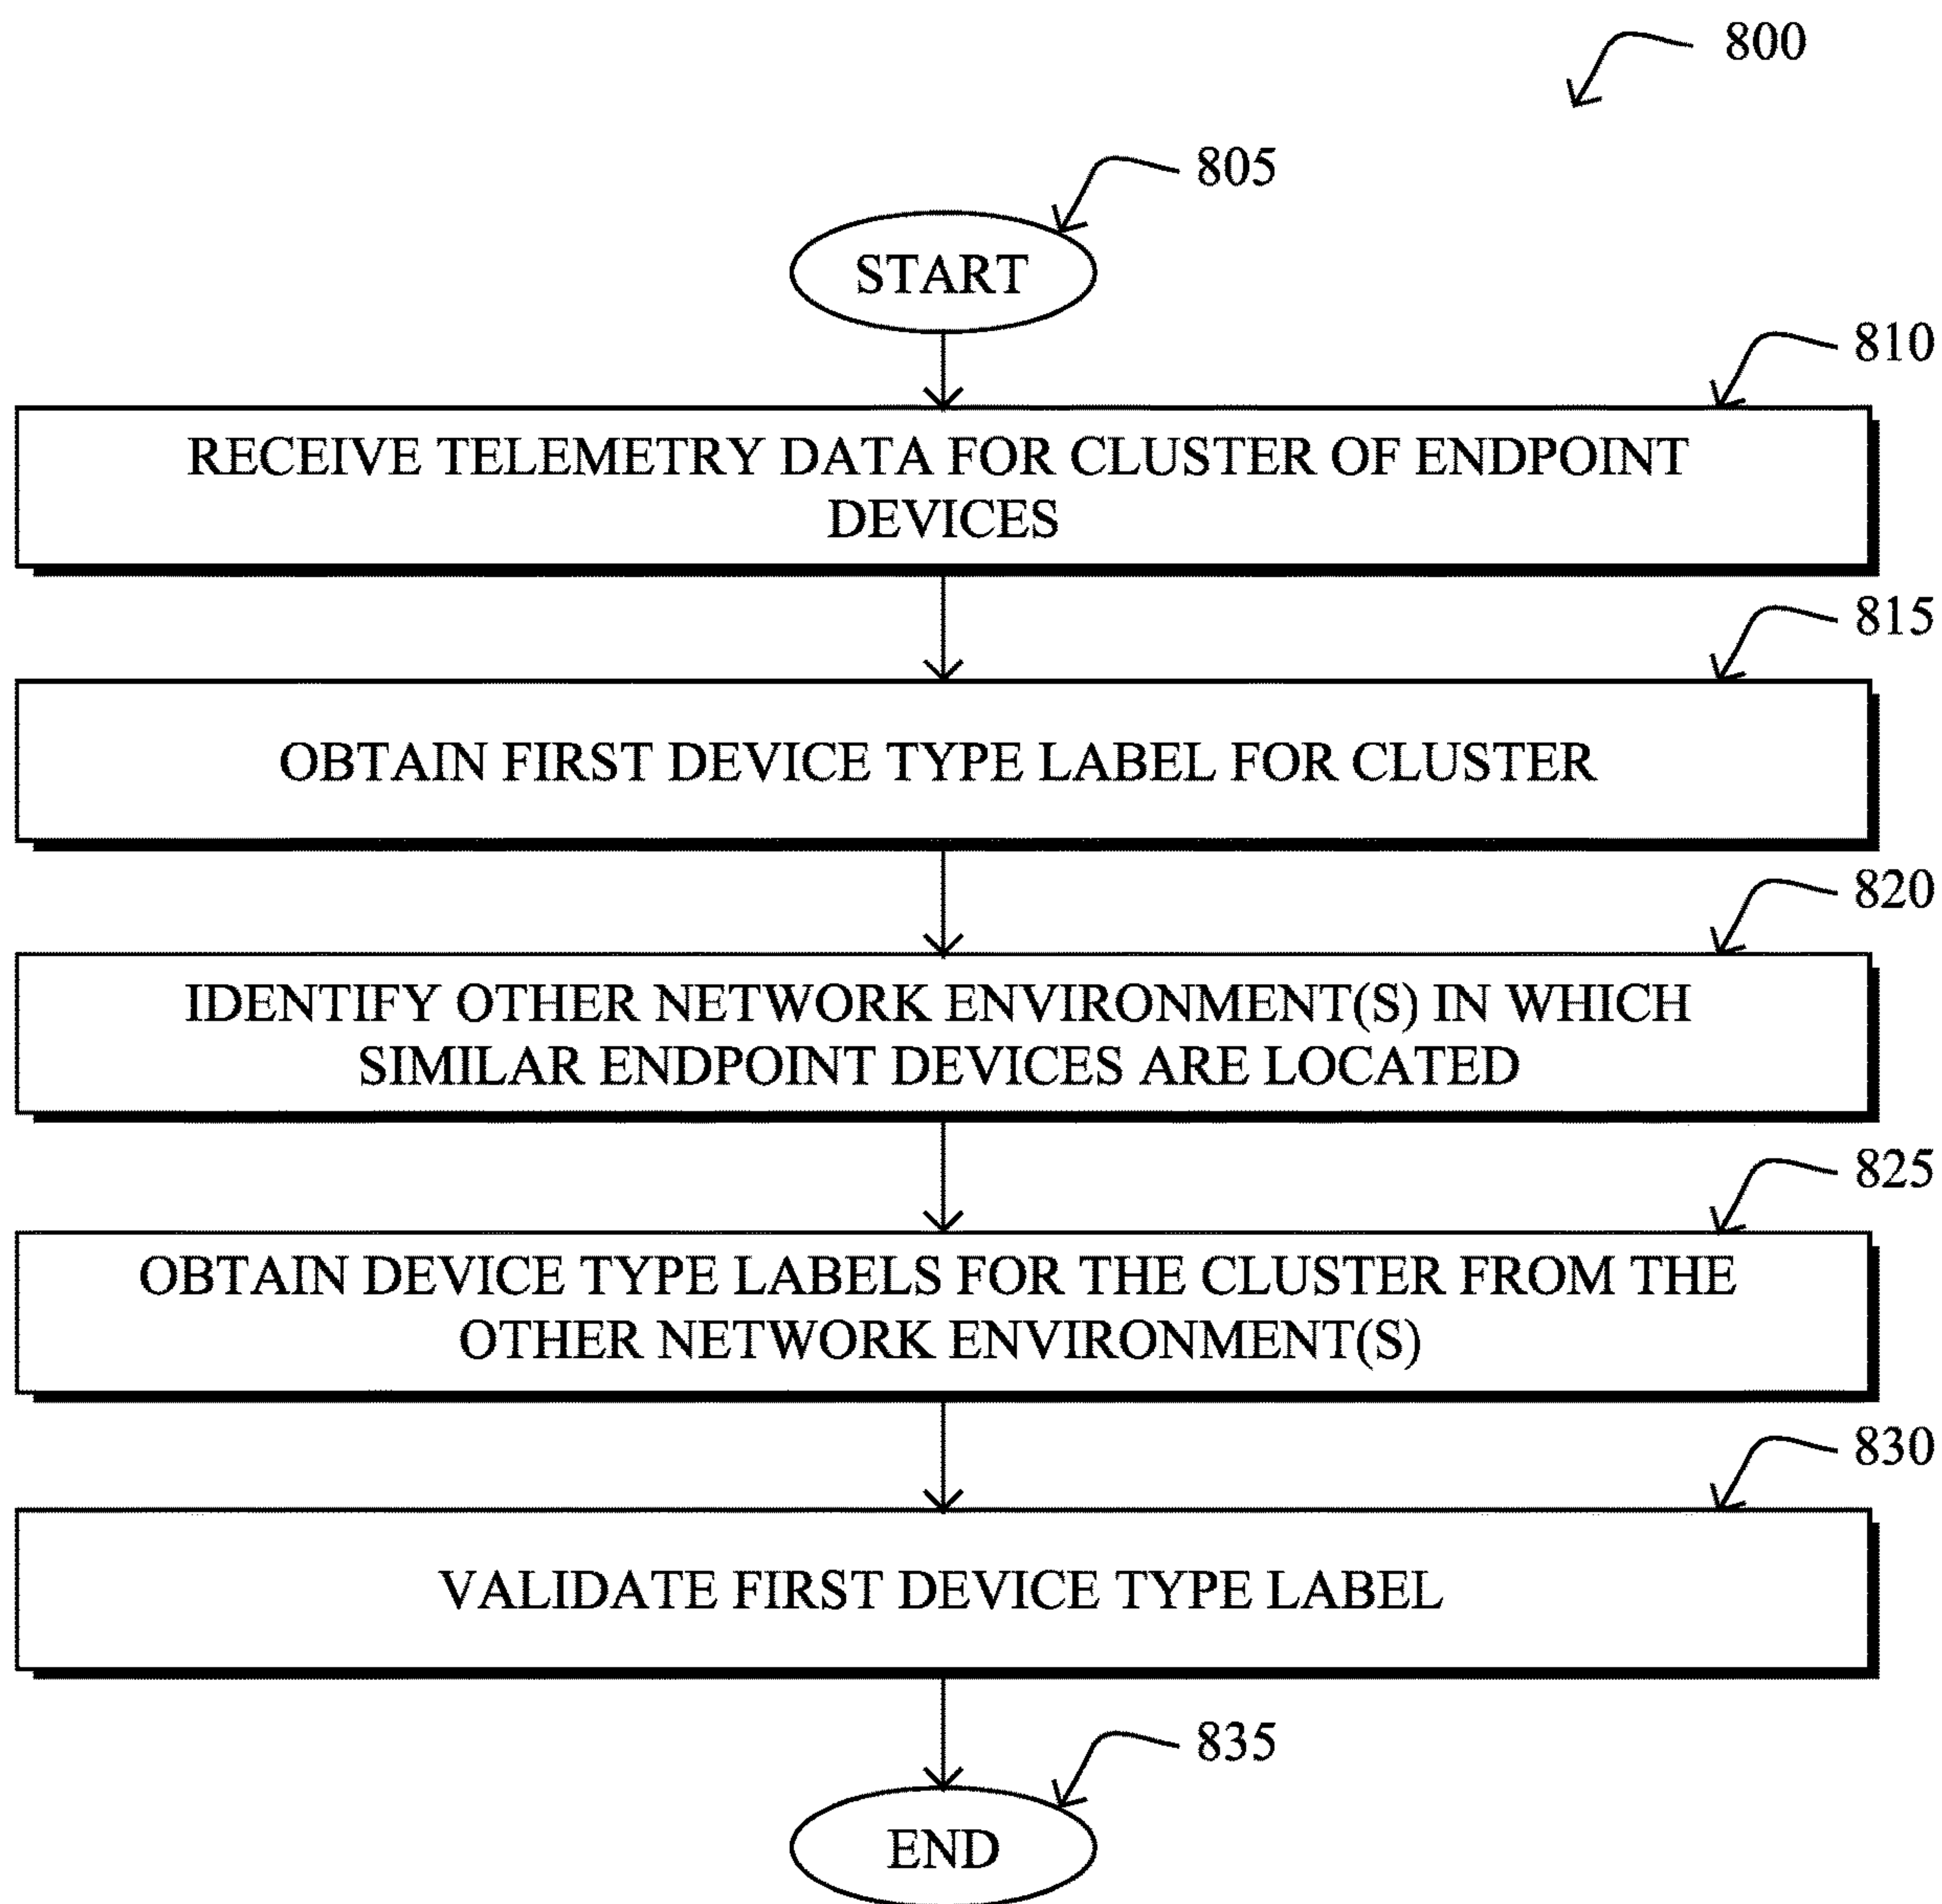 800
805
START
810
RECEIVE TELEMETRY DATA FOR CLUSTER OF ENDPOINT
DEVICES
815
OBTAIN FIRST DEVICE TYPE LABEL FOR CLUSTER
820
IDENTIFY OTHER NETWORK ENVIRONMENT(S) IN WHICH
SIMILAR ENDPOINT DEVICES ARE LOCATED
825
OBTAIN DEVICE TYPE LABELS FOR THE CLUSTER FROM THE
OTHER NETWORK ENVIRONMENT(S)
830
VALIDATE FIRST DEVICE TYPE LABEL
835
END